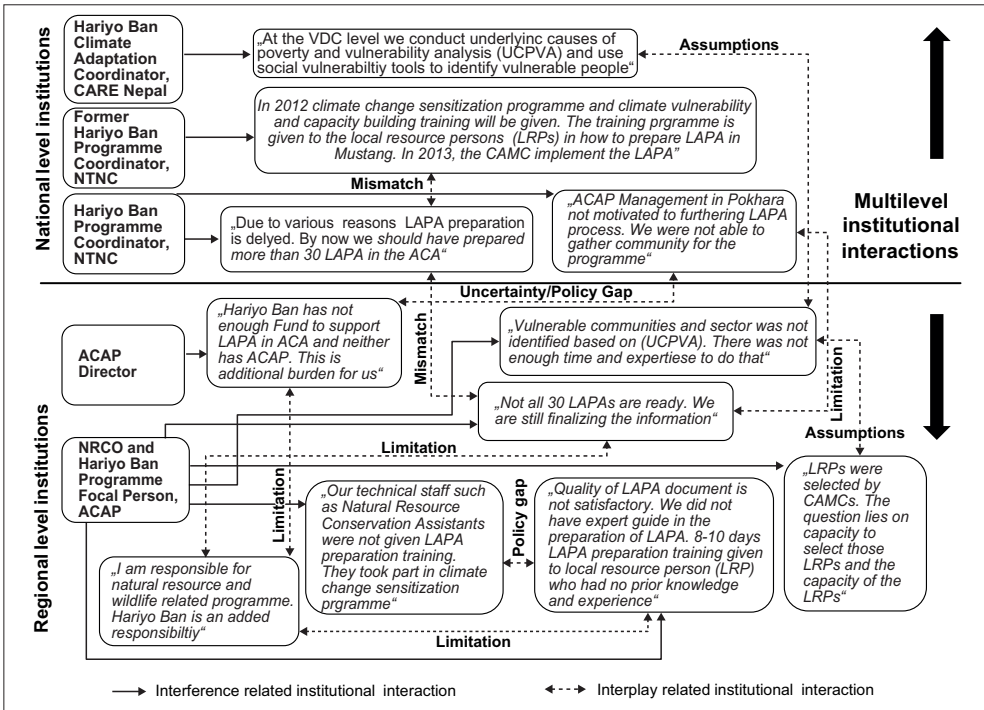 National level institutions
Hariyo Ban
Climate
Adaptation
Coordinator,
CARE Nepal
„At the VDC level we conduct underlyinc causes of
poverty and vulnerability analysis (UCPVA) and use
social vulnerabiltiy tools to identify vulnerable people“
Assumptions
Former
Hariyo Ban
Programme
Coordinator,
NTNC
In 2012 climate change sensitization programme and climate vulnerability
and capacity building training will be given. The training prgramme is
given to the local resource persons (LRPs) in how to prepare LAPA in
Mustang. In 2013, the CAMC implement the LAPA”
Mismatch
Hariyo Ban
Programme
Coordinator,
NTNC
„Due to various reasons LAPA preparation
is delyed. By now we should have prepared
more than 30 LAPA in the ACA“
„ACAP Management in Pokhara
not motivated to furthering LAPA
process. We were not able to
gather community for the
programme“
Multilevel
institutional
interactions
Uncertainty/Policy Gap
Regional level institutions
ACAP
Director
„Hariyo Ban has not
enough Fund to support
LAPA in ACA and neither
has ACAP. This is
additional burden for us“
Mismatch
„Vulnerable communities and sector was not
identified based on (UCPVA). There was not
enough time and expertiese to do that“
Limitation
„Not all 30 LAPAs are ready. We
are still finalizing the information“
Assumptions
Limitation
NRCO and
Hariyo Ban
Programme
Focal Person,
ACAP
Limitation
„Our technical staff such
as Natural Resource
Conservation Assistants
were not given LAPA
preparation training.
They took part in climate
change sensitization
prgramme“
Policy gap
„Quality of LAPA document is
not satisfactory. We did not
have expert guide in the
preparation of LAPA. 8-10 days
LAPA preparation training given
to local resource person (LRP)
who had no prior knowledge
and experience“
„LRPs were
selected by
CAMCs. The
question lies on
capacity to
select those
LRPs and the
capacity of the
LRPs“
„I am responsible for
natural resource and
wildlife related programme.
Hariyo Ban is an added
responsibiltiy“
Limitation
Interference related institutional interaction
Interplay related institutional interaction